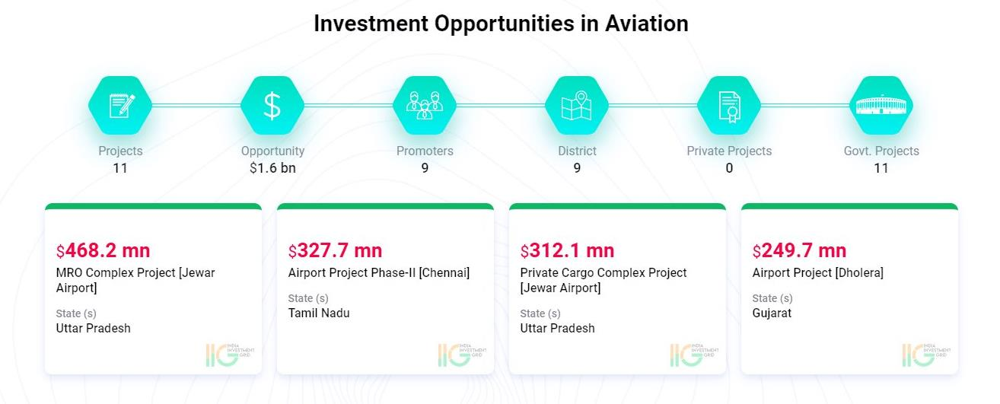 Investment Opportunities in Aviation
Projects
11
Opportunity
$1.6 bn
Promoters
9
District
9
Private Projects
0
Govt. Projects
11
$468.2 mn
MRO Complex Project [Jewar
Airport]
State (s)
Uttar Pradesh
IIG INDIA
INVESTMENT
GRID
$327.7 mn
Airport Project Phase-II [Chennai]
State (s)
Tamil Nadu
IIG INDIA
INVESTMENT
GRID
$312.1 mn
Private Cargo Complex Project
[Jewar Airport]
State (s)
Uttar Pradesh
IIG INDIA
INVESTMENT
GRID
$249.7 mn
Airport Project [Dholera]
State (s)
Gujarat
IIG INDIA
INVESTMENT
GRID